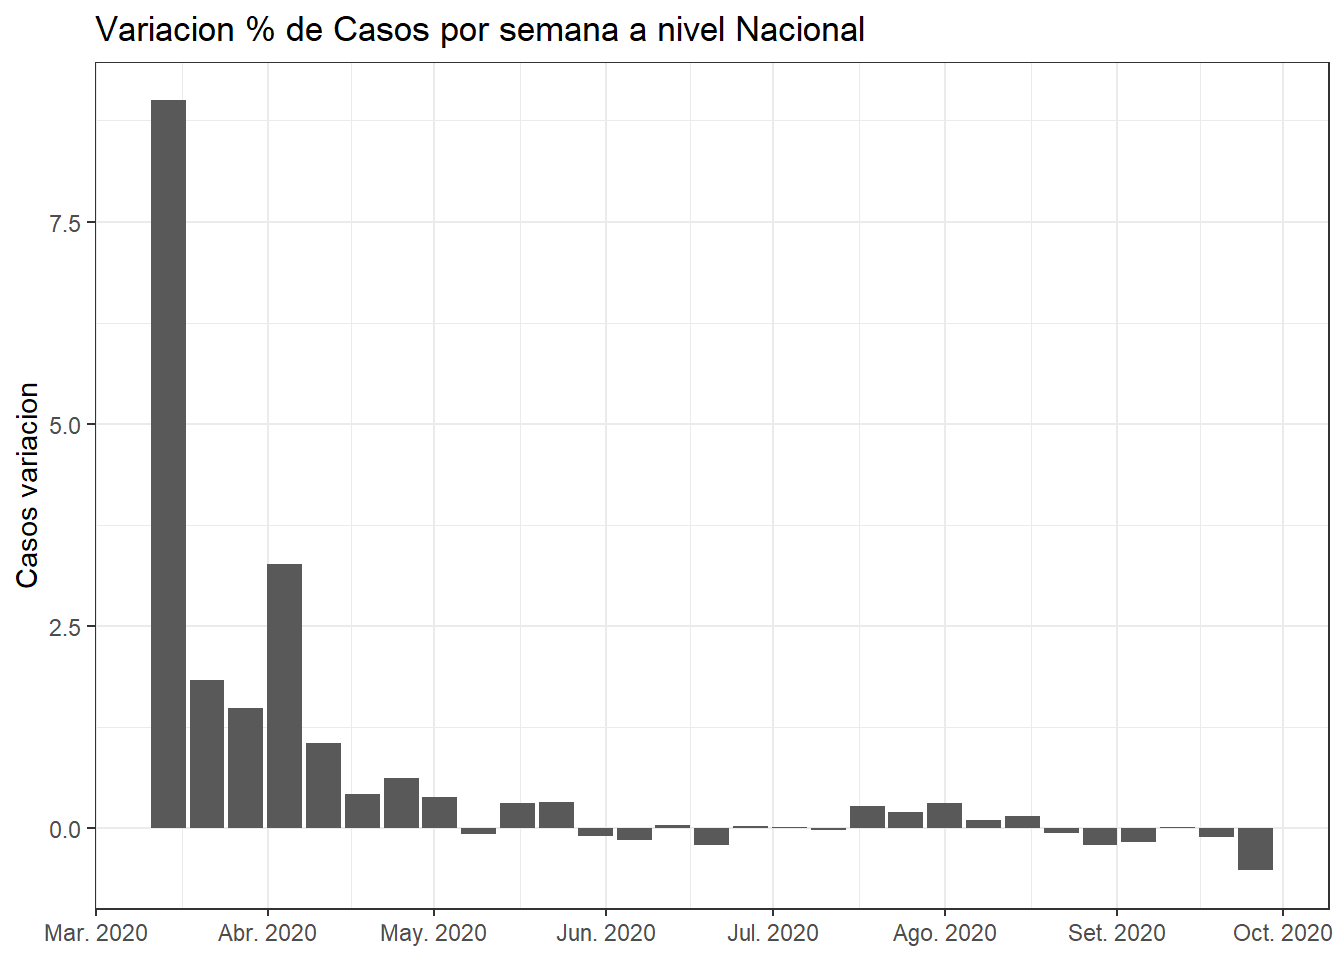 Variacion % de Casos por semana a nivel Nacional
Casos variacion
7.5
5.0
2.5
0.0
Mar. 2020 Abr. 2020 May. 2020 Jun. 2020 Jul. 2020 Ago. 2020 Set. 2020 Oct. 2020